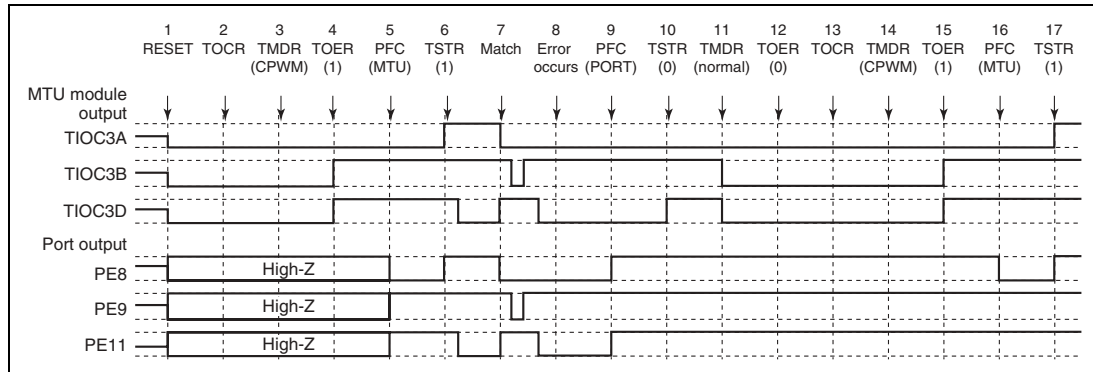 1 2 3 4 5 6 7 8 9 10 11 12 13 14 15 16 17
RESET TOCR TMDR TOER PFC TSTR Match Error PFC TSTR TMDR TOER TOCR TMDR TOER PFC TSTR
(CPWM) (1) (MTU) (1) occurs (PORT) (0) (normal) (0) (CPWM) (1) (MTU) (1)
MTU module
output
TIOC3A
TIOC3B
TIOC3D
Port output
PE8 High-Z
PE9 High-Z
PE11 High-Z